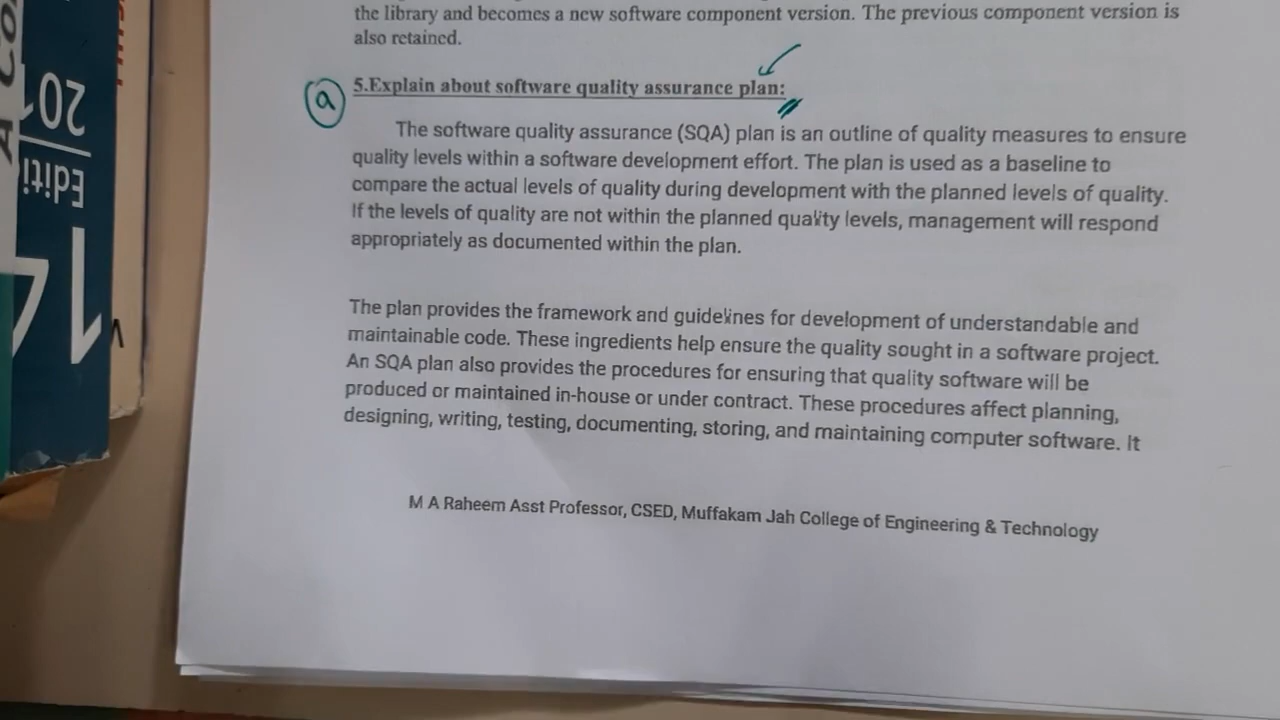 the library and becomes a new software component version. The previous component version is
also retained.
a
5.Explain about software quality assurance plan:
The software quality assurance (SQA) plan is an outline of quality measures to ensure
quality levels within a software development effort. The plan is used as a baseline to
compare the actual levels of quality during development with the planned levels of quality.
If the levels of quality are not within the planned quality levels, management will respond
appropriately as documented within the plan.
The plan provides the framework and guidelines for development of understandable and
maintainable code. These ingredients help ensure the quality sought in a software project.
An SQA plan also provides the procedures for ensuring that quality software will be
produced or maintained in-house or under contract. These procedures affect planning,
designing, writing, testing, documenting, storing, and maintaining computer software. It
M A Raheem Asst Professor, CSED, Muffakam Jah College of Engineering & Technology